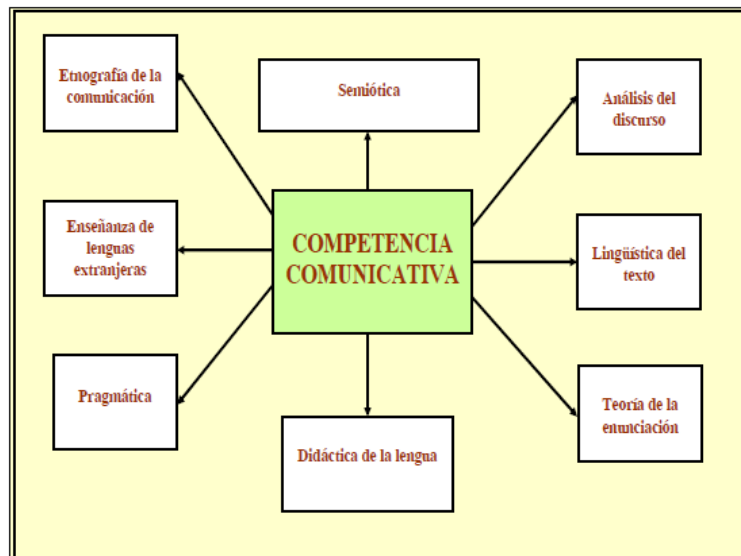 Etnografía de la
comunicación
Semiótica
Análisis del
discurso
Enseñanza de
lenguas
extranjeras
COMPETENCIA
COMUNICATIVA
Lingüística del
texto
Pragmática
Didáctica de la lengua
Teoría de la
enunciación